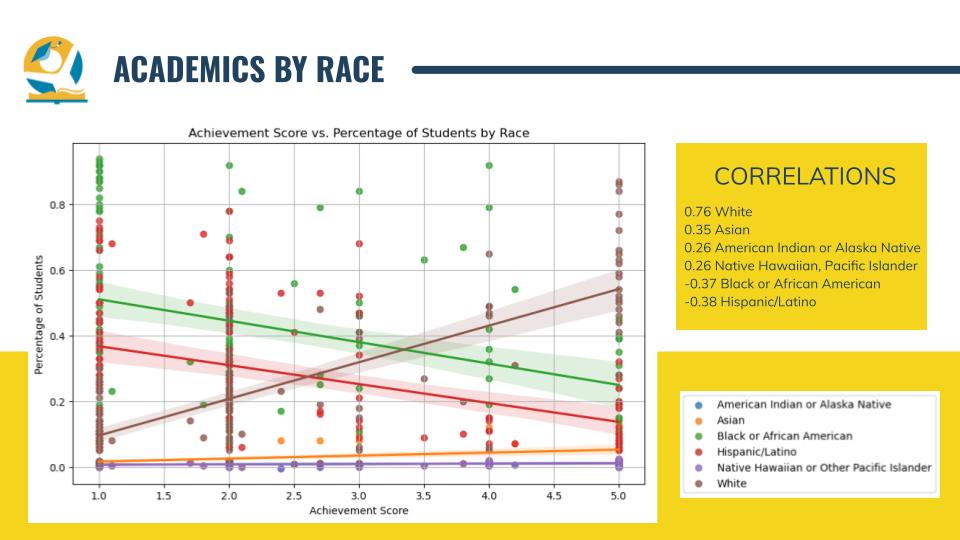 ACADEMICS BY RACE
Achievement Score vs. Percentage of Students by Race
Percentage of Students
0.8
0.6
0.4
0.2
0.0
1.0 1.5 2.0 2.5 3.0 3.5 4.0 4.5 5.0
Achievement Score
CORRELATIONS
0.76 White
0.35 Asian
0.26 American Indian or Alaska Native
0.26 Native Hawaiian, Pacific Islander
-0.37 Black or African American
-0.38 Hispanic/Latino
American Indian or Alaska Native
Asian
Black or African American
Hispanic/Latino
Native Hawaiian or Other Pacific Islander
White